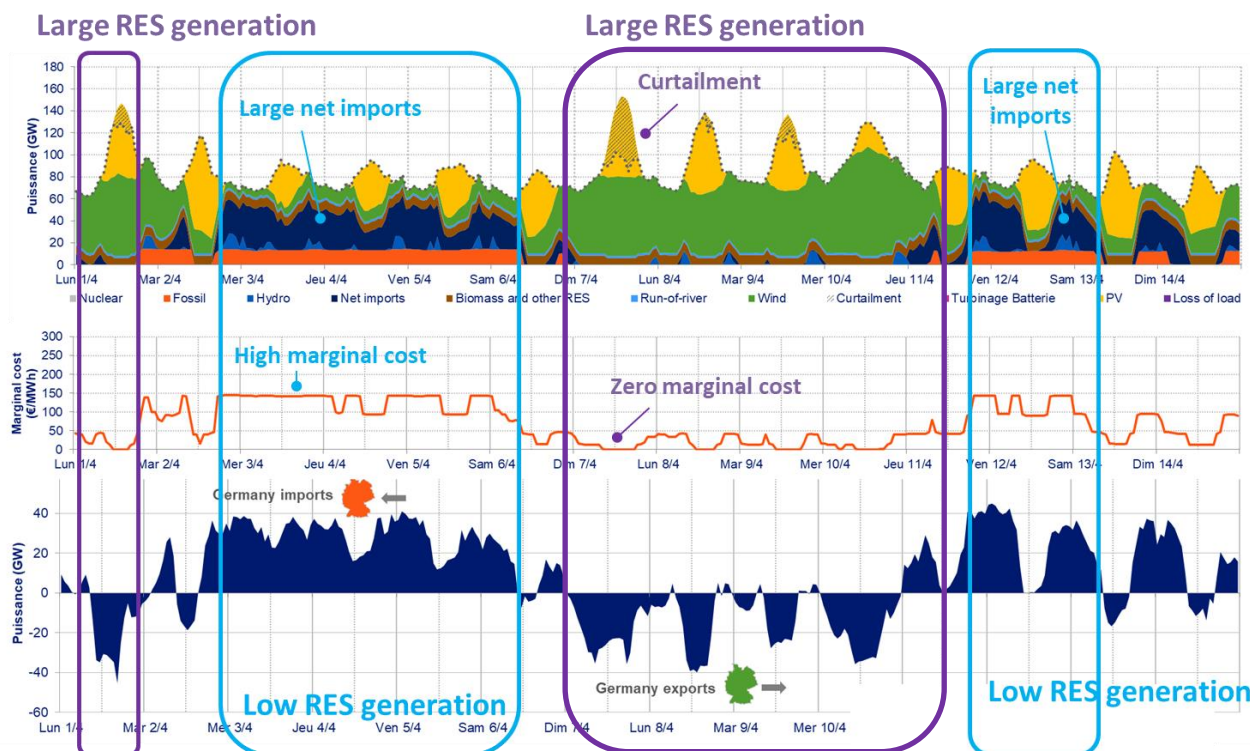 Large RES generation
Large RES generation
Puissance (GW)
180
160
140
120
100
80
60
40
20
0
Large net imports
Curtailment
Large net
imports
Lun 1/4 Mar 2/4 Mer 3/4 Jeu 4/4 Ven 5/4 Sam 6/4 Dim 7/4 Lun 8/4 Mar 9/4 Mer 10/4 Jeu 11/4 Ven 12/4 Sam 13/4 Dim 14/4
Nuclear Fossil Hydro Net imports Biomass and other RES Run-of-river Wind Curtailment Turbinage Batterie PV Loss of load
Marginal cost
(€/MWh)
300
250
200
150
100
50
0
High marginal cost
Zero marginal cost
Lun 1/4 Mar 2/4 Mer 3/4 Jeu 4/4 Ven 5/4 Sam 6/4 Dim 7/4 Lun 8/4 Mar 9/4 Mer 10/4 Jeu 11/4 Ven 12/4 Sam 13/4 Dim 14/4
Germany imports
Puissance (GW)
40
20
0
-20
-40
-60
Germany exports
Low RES generation
Low RES generation
Lun 1/4 Mar 2/4 Mer 3/4 Jeu 4/4 Ven 5/4 Sam 6/4 Dim 7/4 Lun 8/4 Mar 9/4 Mer 10/4